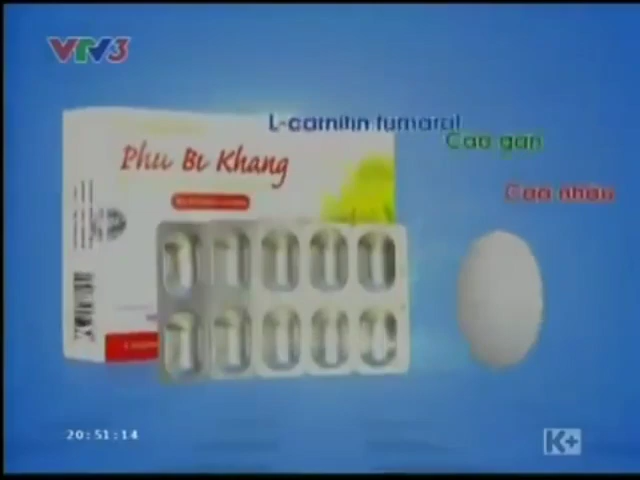 VTV3
L-carnitin fumarat
Cao gan
Phu Bi Khang
Cao nhau
20:51:14
K+